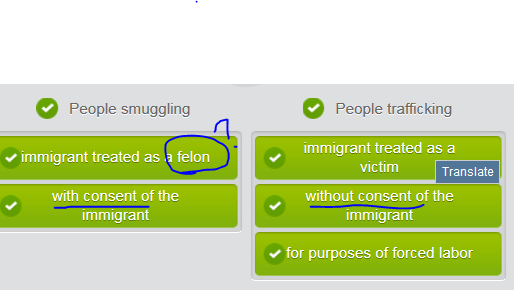 People smuggling
People trafficking
immigrant treated as a felon
?
immigrant treated as a
victim
Translate
with consent of the
immigrant
without consent of the
immigrant
for purposes of forced labor